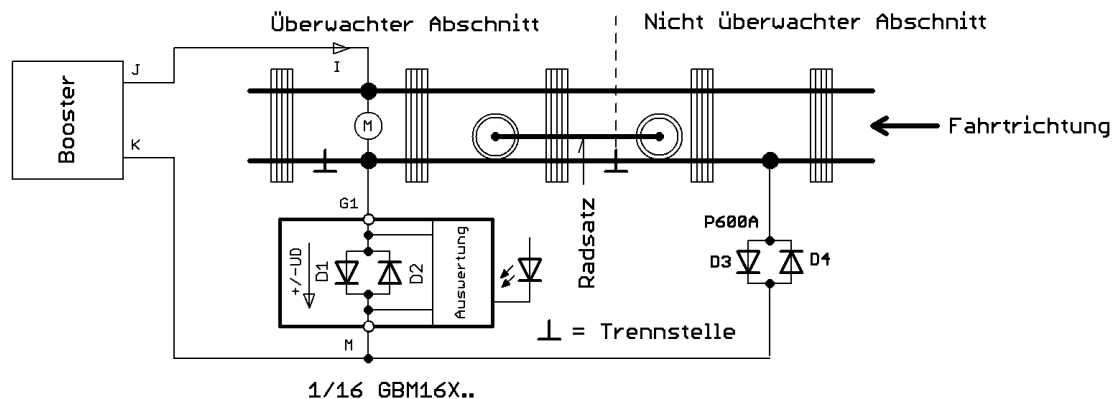 Überwachter Abschnitt
Nicht überwachter Abschnitt
J
I
Booster
M
K
Fahrtrichtung
G1
P600A
Radsatz
+/-UD
D1
D2
Auswertung
D3
D4
M
= Trennstelle
1/16 GBM16X..